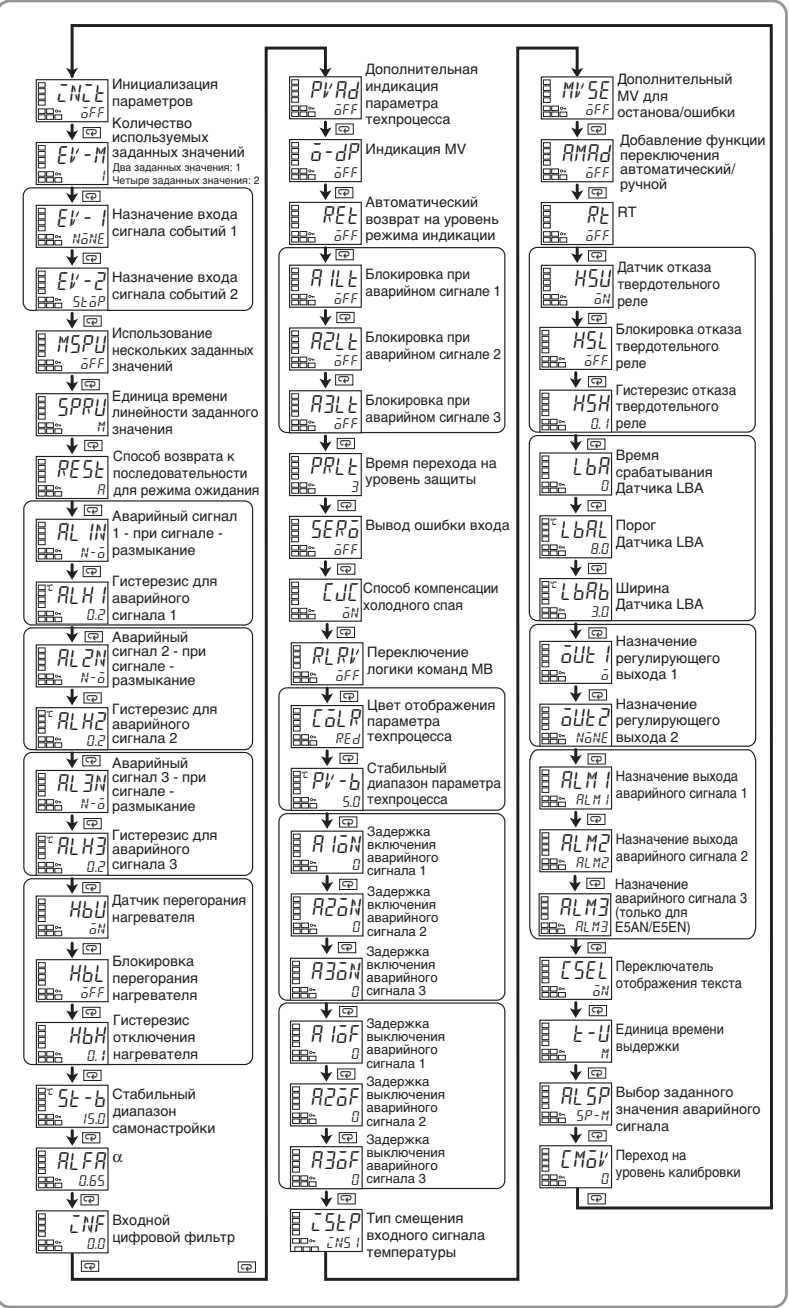 INIt
oFF
Инициализация
параметров
EV-M
1
Количество
используемых
заданных значений
Два заданных значения: 1
Четыре заданных значения: 2
EV-1
NoNE
Назначение входа
сигнала событий 1
EV-2
StoP
Назначение входа
сигнала событий 2
MSPU
oFF
Использование
нескольких заданных
значений
SPRU
M
Единица времени
линейности заданного
значения
RESt
A
Способ возврата к
последовательности
для режима ожидания
AL1N
N-o
Аварийный сигнал
1 - при сигнале -
размыкание
°C
ALH1
0.2
Гистерезис для
аварийного
сигнала 1
AL2N
N-o
Аварийный
сигнал 2 - при
сигнале -
размыкание
°C
ALH2
0.2
Гистерезис для
аварийного
сигнала 2
AL3N
N-o
Аварийный
сигнал 3 - при
сигнале -
размыкание
°C
ALH3
0.2
Гистерезис для
аварийного
сигнала 3
HbU
oN
Датчик перегорания
нагревателя
HbL
oFF
Блокировка
перегорания
нагревателя
HbH
0.1
Гистерезис
отключения
нагревателя
°C
St-b
15.0
Стабильный
диапазон
самонастройки
ALFA
0.65
α
INF
0.0
Входной
цифровой фильтр
PVAd
oFF
Дополнительная
индикация
параметра
техпроцесса
o-dP
oFF
Индикация MV
REt
oFF
Автоматический
возврат на уровень
режима индикации
A1Lt
oFF
Блокировка при
аварийном сигнале 1
A2Lt
oFF
Блокировка при
аварийном сигнале 2
A3Lt
oFF
Блокировка при
аварийном сигнале 3
PRLt
3
Время перехода на
уровень защиты
SERo
oFF
Вывод ошибки входа
CJC
oN
Способ компенсации
холодного спая
RLRV
oFF
Переключение
логики команд МВ
CoLR
REd
Цвет отображения
параметра
техпроцесса
°C
PV-b
5.0
Стабильный
диапазон параметра
техпроцесса
A1oN
0
Задержка
включения
аварийного
сигнала 1
A2oN
0
Задержка
включения
аварийного
сигнала 2
A3oN
0
Задержка
включения
аварийного
сигнала 3
A1oF
0
Задержка
выключения
аварийного
сигнала 1
A2oF
0
Задержка
выключения
аварийного
сигнала 2
A3oF
0
Задержка
выключения
аварийного
сигнала 3
IStP
INS1
Тип смещения
входного сигнала
температуры
MVSE
oFF
Дополнительный
MV для
останова/ошибки
AMAd
oFF
Добавление функции
переключения
автоматический/
ручной
Rt
oFF
RT
HSU
oN
Датчик отказа
твердотельного
реле
HSL
oFF
Блокировка отказа
твердотельного
реле
HSH
0.1
Гистерезис отказа
твердотельного
реле
LbA
0
Время
срабатывания
Датчика LBA
°C
LbAL
8.0
Порог
Датчика LBA
°C
LbAb
3.0
Ширина
Датчика LBA
oUt1
o
Назначение
регулирующего
выхода 1
oUt2
NoNE
Назначение
регулирующего
выхода 2
ALM1
ALM1
Назначение выхода
аварийного сигнала 1
ALM2
ALM2
Назначение выхода
аварийного сигнала 2
ALM3
ALM3
Назначение
аварийного сигнала 3
(только для
E5AN/E5EN)
CSEL
oN
Переключатель
отображения текста
t-U
M
Единица времени
выдержки
ALSP
SP-M
Выбор заданного
значения аварийного
сигнала
CMoV
0
Переход на
уровень калибровки